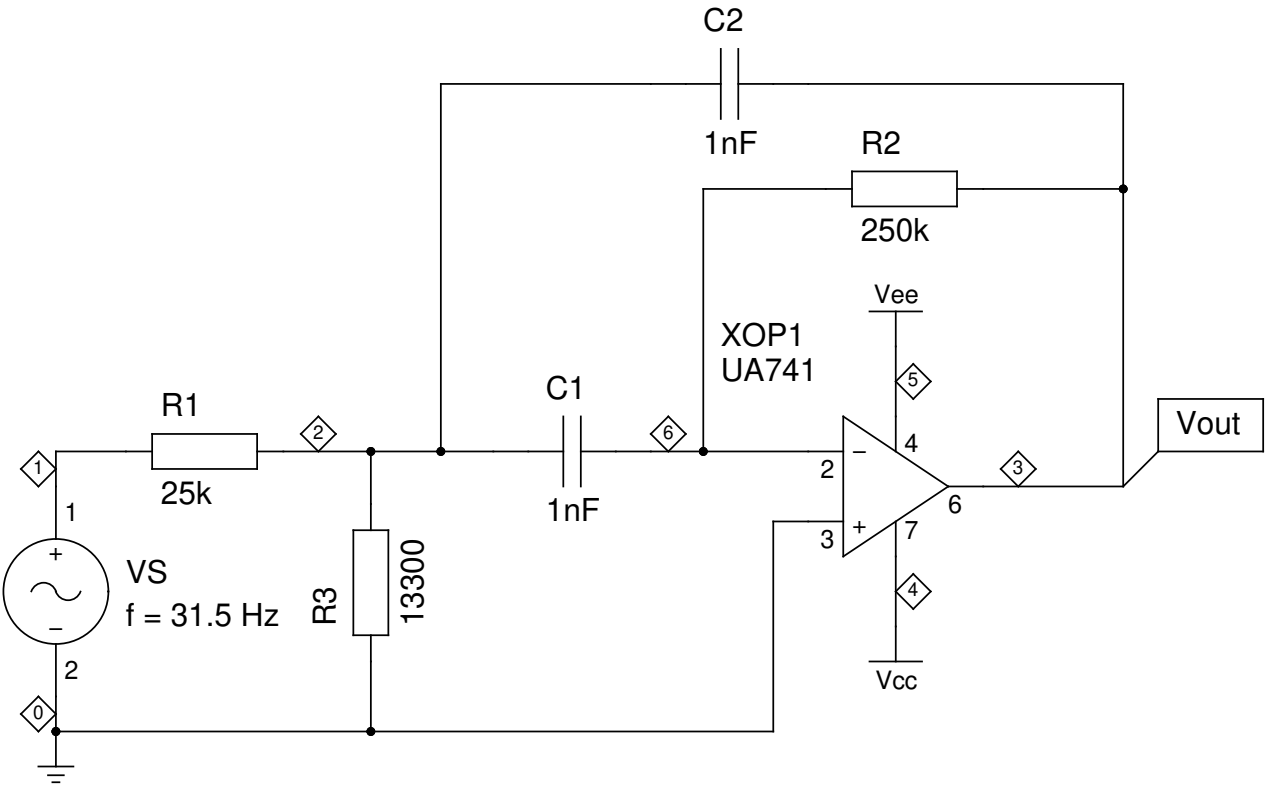 C2
1nF
R2
250k
Vee
XOP1
UA741
5
C1
R1
2
6
4
Vout
1
2
3
25k
1nF
6
1
3
7
+
−
+
−
VS
f = 31.5 Hz
R3
13300
4
2
Vcc
0